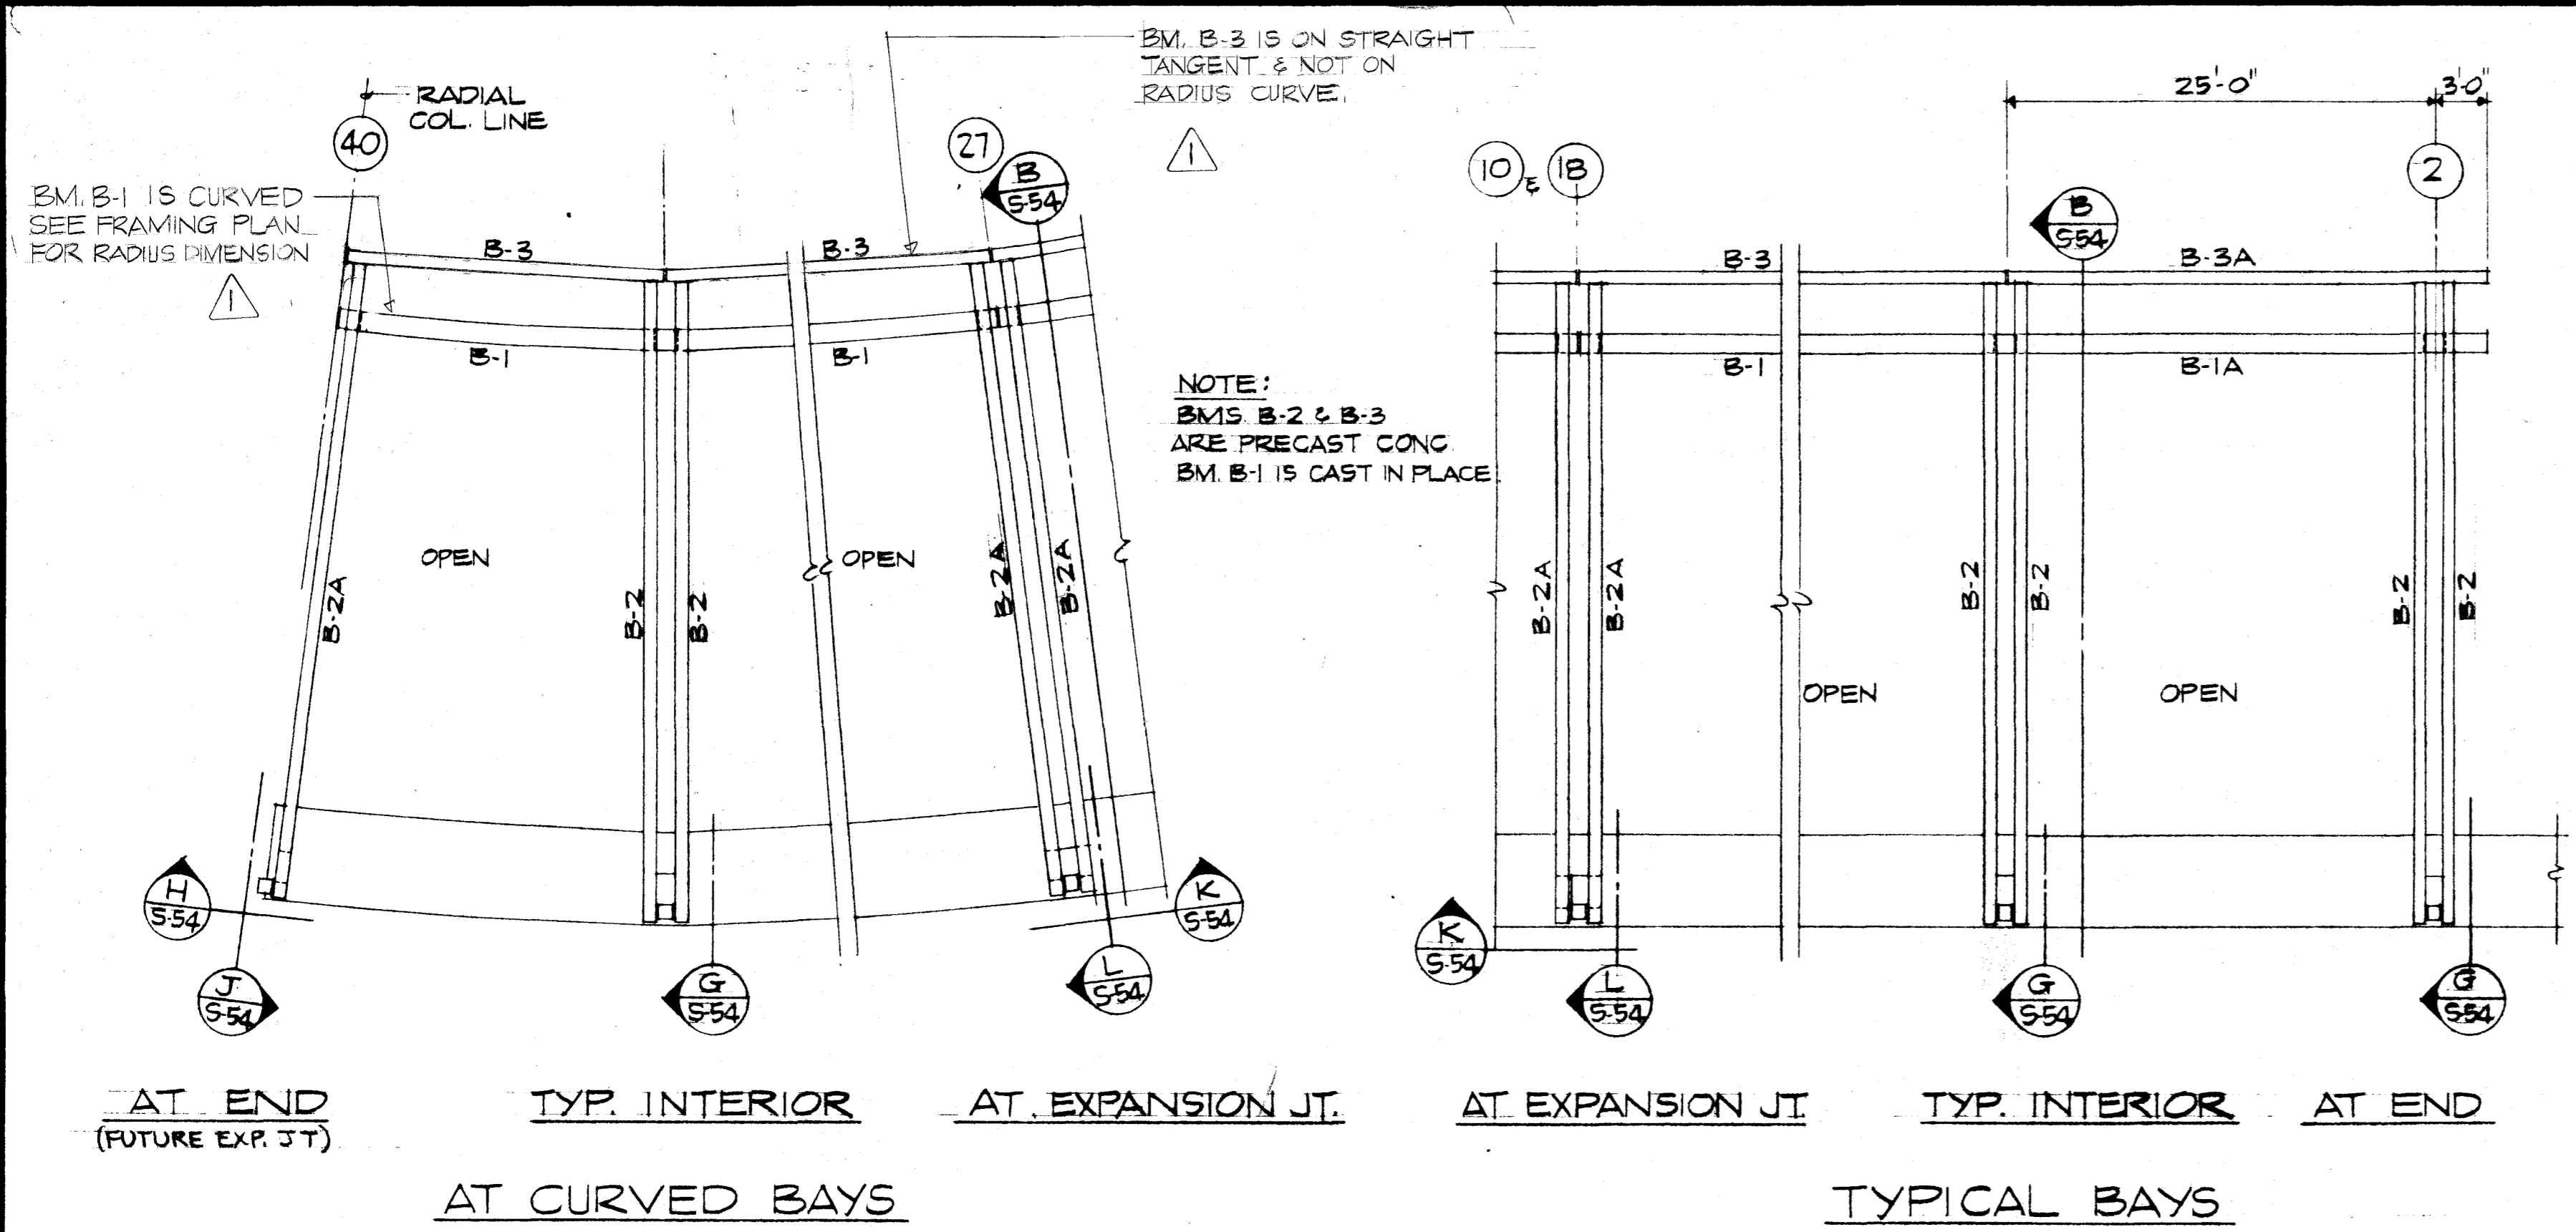 BM. B-3 IS ON STRAIGHT
TANGENT & NOT ON
RADIUS CURVE.
1
RADIAL
COL. LINE
40
27
B
S-54
BM. B-1 IS CURVED
SEE FRAMING PLAN
FOR RADIUS DIMENSION
1
B-3
B-3
B-1
B-1
OPEN
OPEN
B-2A
B-2
B-2
B-2A
B-2A
H
S-54
J
S-54
G
S-54
L
S-54
K
S-54
NOTE:
BMS. B-2 & B-3
ARE PRECAST CONC.
BM. B-1 IS CAST IN PLACE.
25'-0"
3'-0"
10 & 18
2
B
S-54
B-3
B-3A
B-1
B-1A
B-2A
B-2A
B-2
B-2
B-2
B-2
OPEN
OPEN
K
S-54
L
S-54
G
S-54
G
S-54
AT END
(FUTURE EXP. JT)
TYP. INTERIOR
AT EXPANSION JT.
AT EXPANSION JT
TYP. INTERIOR
AT END
AT CURVED BAYS
TYPICAL BAYS